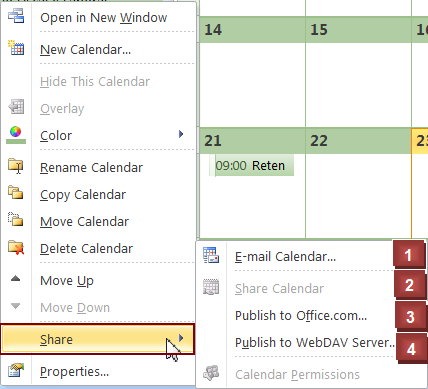 Open in New Window
New Calendar...
Hide This Calendar
Overlay
Color
Rename Calendar
Copy Calendar
Move Calendar
Delete Calendar
Move Up
Move Down
Share
Properties...
14 15 16
21 22 23
09:00 Reten
E-mail Calendar... 1
Share Calendar 2
Publish to Office.com... 3
Publish to WebDAV Server... 4
Calendar Permissions